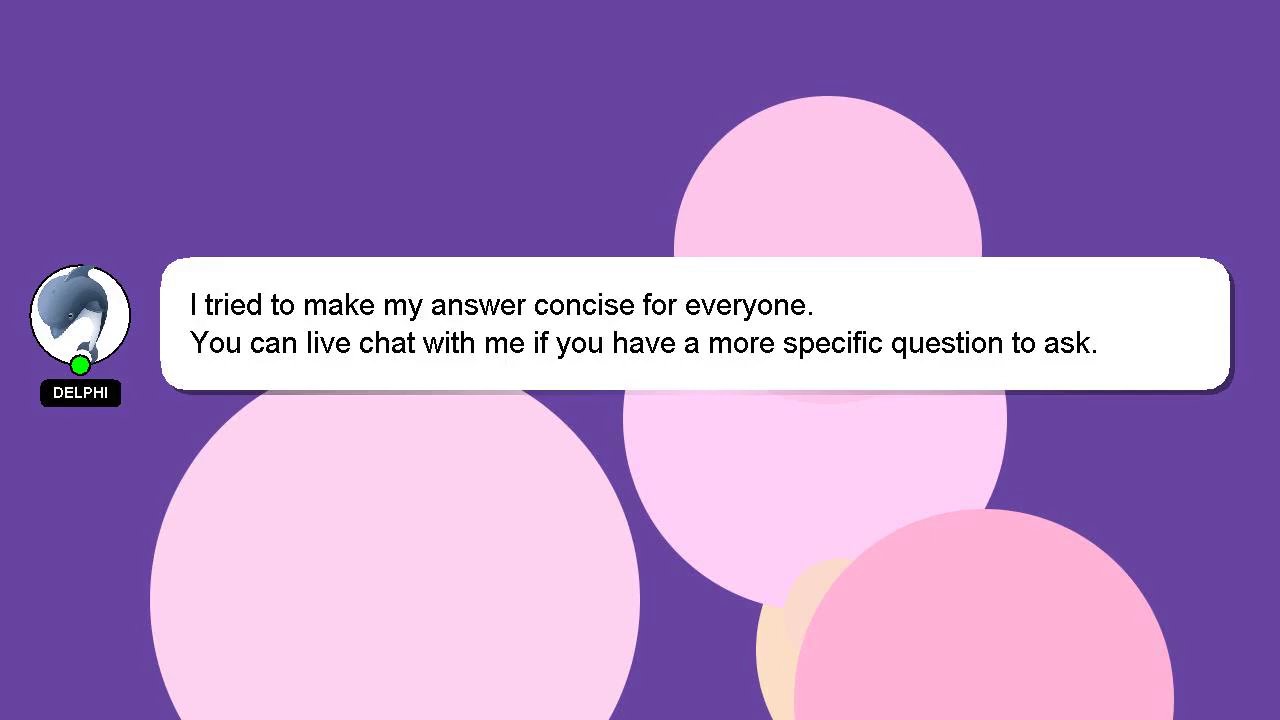 I tried to make my answer concise for everyone.
You can live chat with me if you have a more specific question to ask.
DELPHI